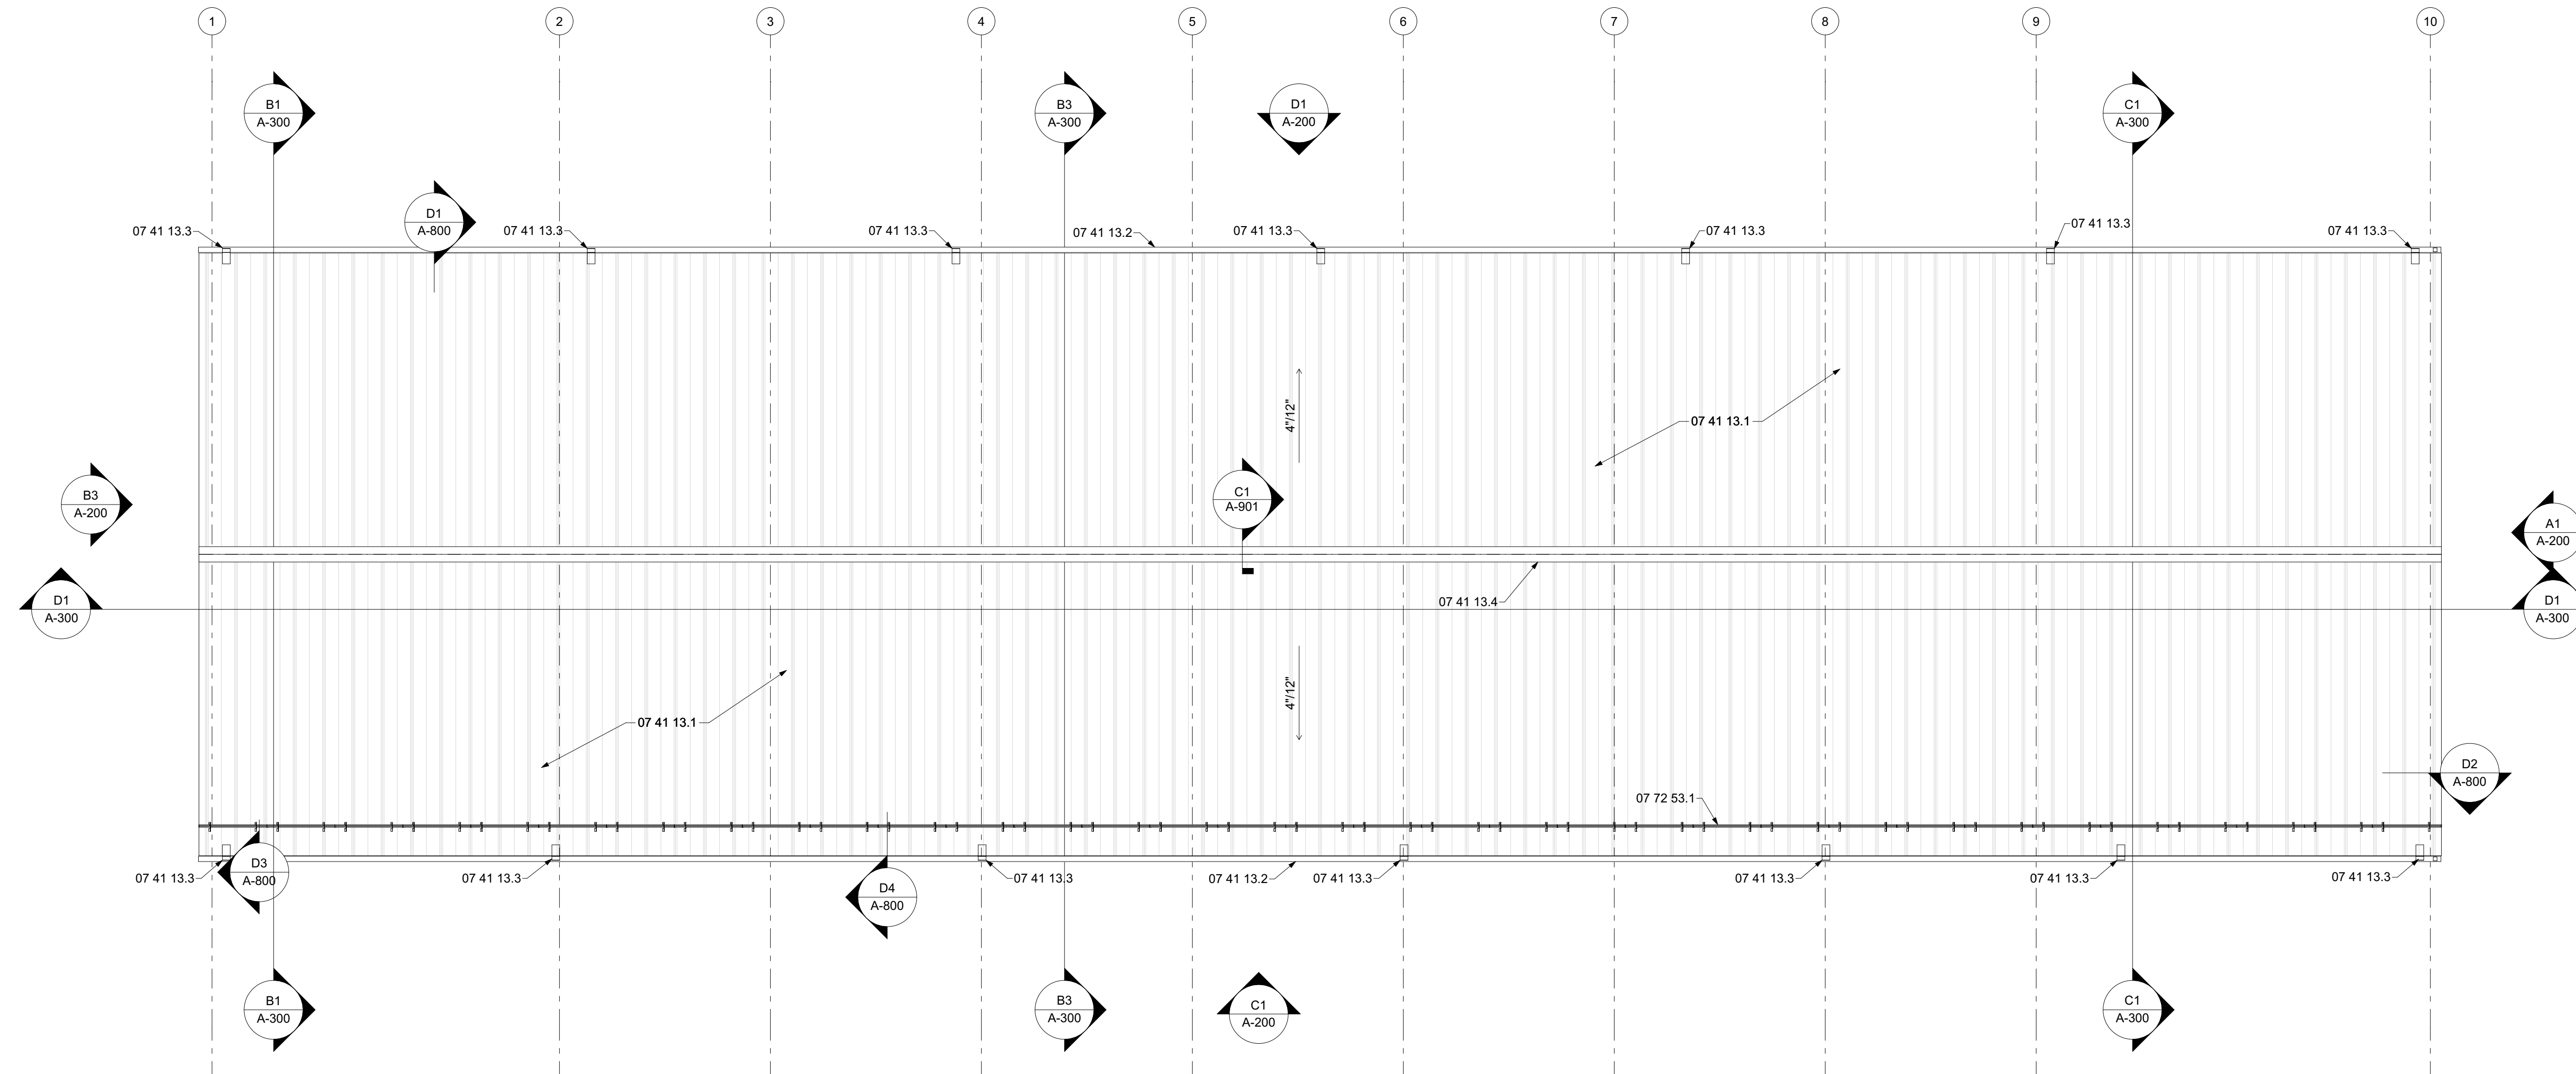 1
2
3
4
5
6
7
8
9
10
B1
A-300
B3
A-300
D1
A-200
C1
A-300
D1
A-800
07 41 13.3
07 41 13.3
07 41 13.3
07 41 13.2
07 41 13.3
07 41 13.3
07 41 13.3
07 41 13.3
4"/12"
07 41 13.1
B3
A-200
C1
A-901
A1
A-200
D1
A-300
07 41 13.4
D1
A-300
4"/12"
07 41 13.1
D2
A-800
07 72 53.1
D3
A-800
07 41 13.3
07 41 13.3
D4
A-800
07 41 13.3
07 41 13.2
07 41 13.3
07 41 13.3
07 41 13.3
07 41 13.3
B1
A-300
B3
A-300
C1
A-200
C1
A-300